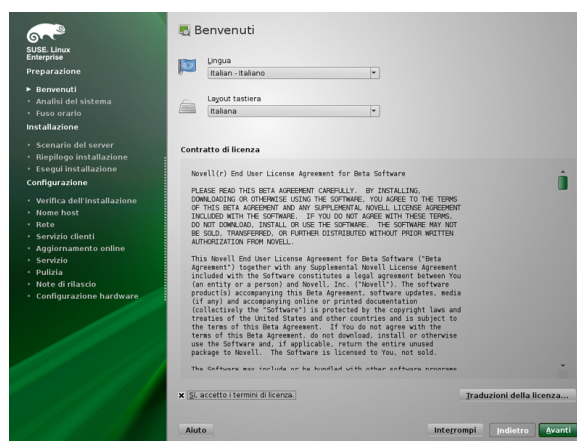 SUSE. Linux
Enterprise
Preparazione
Benvenuti
Analisi del sistema
Fuso orario
Installazione
Scenario del server
Riepilogo installazione
Esegui installazione
Configurazione
Verifica dell'installazione
Nome host
Rete
Servizio clienti
Aggiornamento online
Servizio
Pulizia
Note di rilascio
Configurazione hardware
Benvenuti
Lingua
Italian - Italiano
Layout tastiera
Italiana
Contratto di licenza
Novell(r) End User License Agreement for Beta Software
PLEASE READ THIS BETA AGREEMENT CAREFULLY. BY INSTALLING,
DOWNLOADING OR OTHERWISE USING THE SOFTWARE, YOU AGREE TO THE TERMS
OF THIS BETA AGREEMENT AND ANY SUPPLEMENTAL NOVELL LICENSE AGREEMENT
INCLUDED WITH THE SOFTWARE. IF YOU DO NOT AGREE WITH THESE TERMS,
DO NOT DOWNLOAD, INSTALL OR USE THE SOFTWARE. THE SOFTWARE MAY NOT
BE SOLD, TRANSFERRED, OR FURTHER DISTRIBUTED WITHOUT PRIOR WRITTEN
AUTHORIZATION FROM NOVELL.
This Novell End User License Agreement for Beta Software ("Beta
Agreement") together with any Supplemental Novell License Agreement
included with the Software constitutes a legal agreement between You
(an entity or a person) and Novell, Inc. ("Novell"). The software
product(s) accompanying this Beta Agreement, software updates, media
(if any) and accompanying online or printed documentation
(collectively the "Software") is protected by the copyright laws and
treaties of the United States and other countries and is subject to
the terms of this Beta Agreement. If You do not agree with the
terms of this Beta Agreement, do not download, install or otherwise
use the Software and, if applicable, return the entire unused
package to Novell. The Software is licensed to You, not sold.
The Software may include or be bundled with other software programs
Sì, accetto i termini di licenza.
Traduzioni della licenza...
Aiuto
Interrompi
Indietro
Avanti